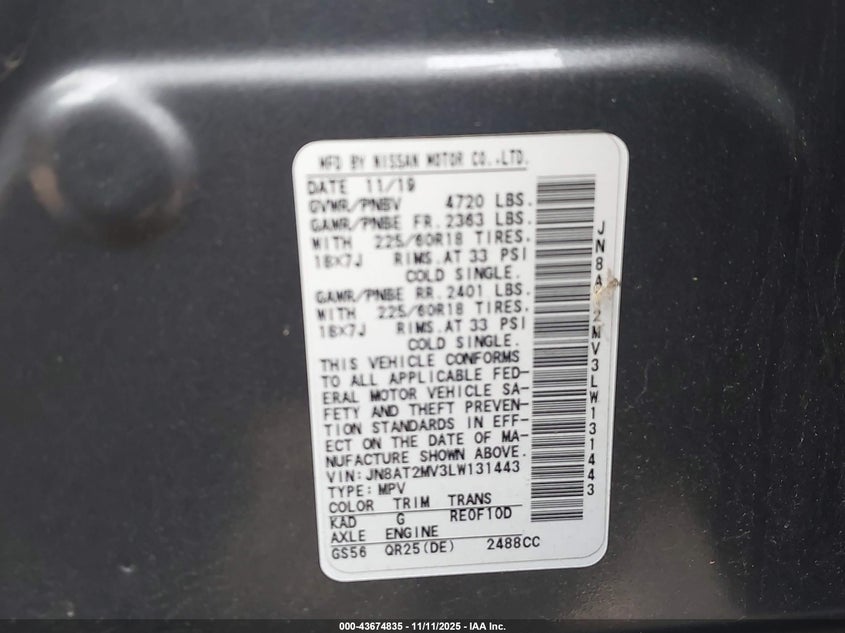 MFD BY NISSAN MOTOR CO.,LTD.
DATE 11/19
GVWR/PNBV 4720 LBS.
GAWR/PNBE FR. 2363 LBS.
WITH 225/60R18 TIRES.
18×7J RIMS.AT 33 PSI
COLD SINGLE.
GAWR/PNBE RR. 2401 LBS.
WITH 225/60R18 TIRES.
18×7J RIMS.AT 33 PSI
COLD SINGLE.
THIS VEHICLE CONFORMS
TO ALL APPLICABLE FED-
ERAL MOTOR VEHICLE SA-
FETY AND THEFT PREVEN-
TION STANDARDS IN EFF-
ECT ON THE DATE OF MA-
NUFACTURE SHOWN ABOVE.
VIN: JN8AT2MV3LW131443
TYPE: MPV
COLOR TRIM TRANS
KAD G RE0F10D
AXLE ENGINE
GS56 QR25(DE) 2488CC
JN8A 2MV3LW131443
000-43674835 - 11/11/2025 - IAA Inc.